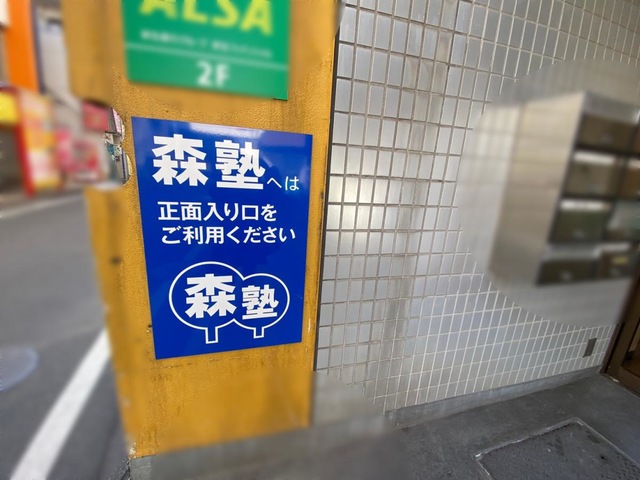 ALSA
2F
森塾へは
正面入り口を
ご利用ください
森塾